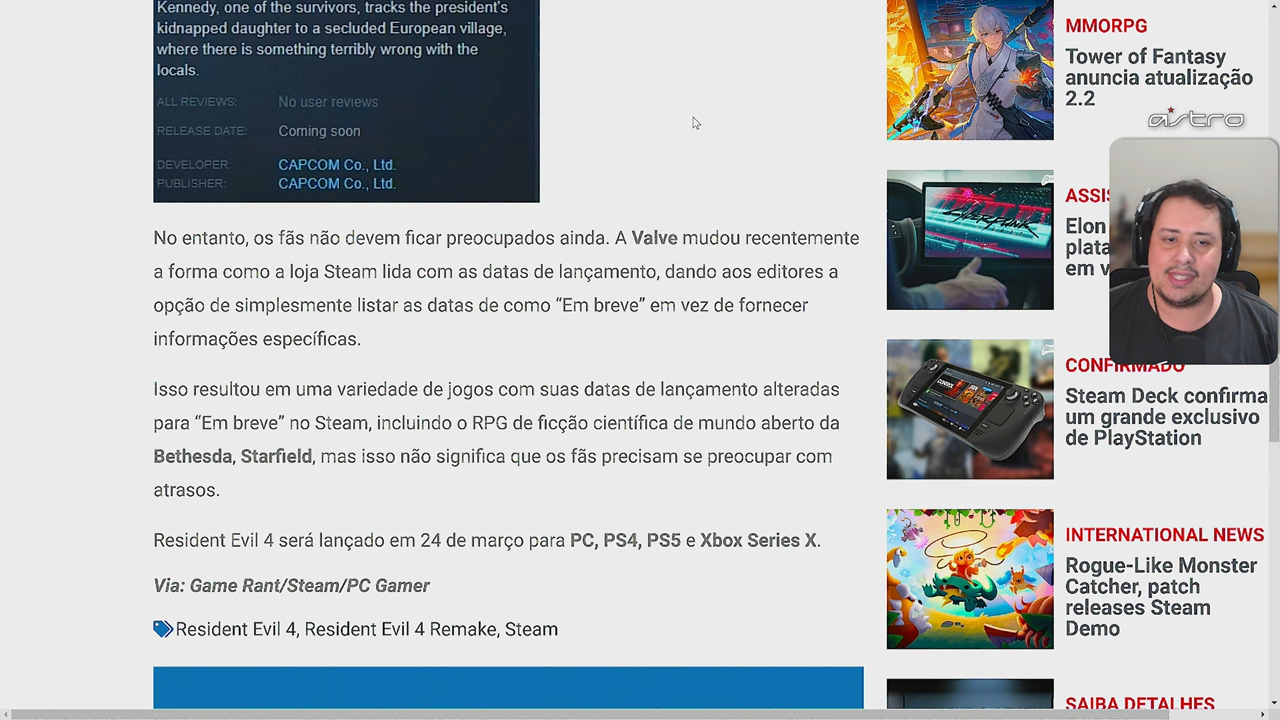 Kennedy, one of the survivors, tracks the president's
kidnapped daughter to a secluded European village,
where there is something terribly wrong with the
locals.
ALL REVIEWS: No user reviews
RELEASE DATE: Coming soon
DEVELOPER: CAPCOM Co., Ltd.
PUBLISHER: CAPCOM Co., Ltd.
No entanto, os fãs não devem ficar preocupados ainda. A Valve mudou recentemente
a forma como a loja Steam lida com as datas de lançamento, dando aos editores a
opção de simplesmente listar as datas de como “Em breve” em vez de fornecer
informações específicas.
Isso resultou em uma variedade de jogos com suas datas de lançamento alteradas
para “Em breve” no Steam, incluindo o RPG de ficção científica de mundo aberto da
Bethesda, Starfield, mas isso não significa que os fãs precisam se preocupar com
atrasos.
Resident Evil 4 será lançado em 24 de março para PC, PS4, PS5 e Xbox Series X.
Via: Game Rant/Steam/PC Gamer
Resident Evil 4, Resident Evil 4 Remake, Steam
MMORPG
Tower of Fantasy
anuncia atualização
2.2
astro
ASSIS
Elon
plata
em v
CYBERPUNK
CONFIRMADO
Steam Deck confirma
um grande exclusivo
de PlayStation
CONTROL
INTERNATIONAL NEWS
Rogue-Like Monster
Catcher, patch
releases Steam
Demo
SAIBA DETALHES